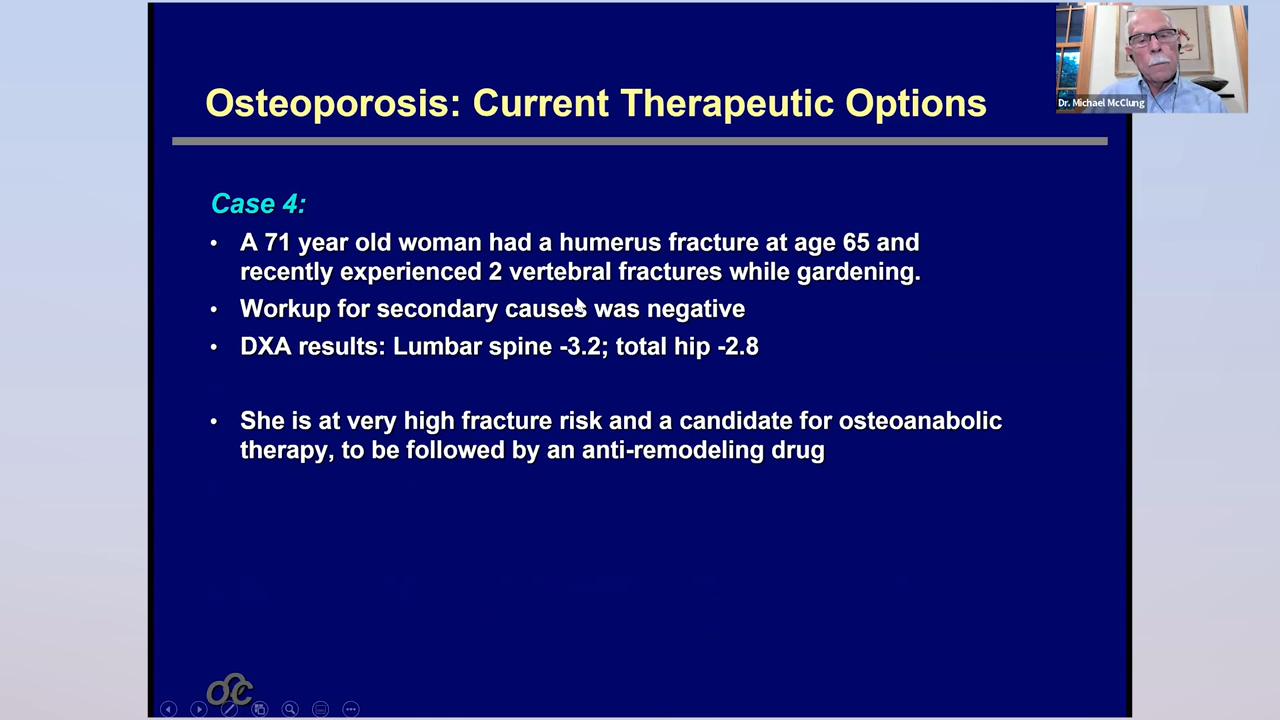 Osteoporosis: Current Therapeutic Options
Dr. Michael McClung
Case 4:
• A 71 year old woman had a humerus fracture at age 65 and
recently experienced 2 vertebral fractures while gardening.
• Workup for secondary causes was negative
• DXA results: Lumbar spine -3.2; total hip -2.8
• She is at very high fracture risk and a candidate for osteoanabolic
therapy, to be followed by an anti-remodeling drug
OOC